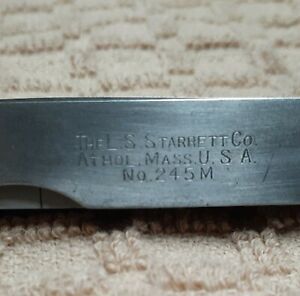 THE L.S. STARRETT CO.
ATHOL, MASS. U.S.A.
No. 245M